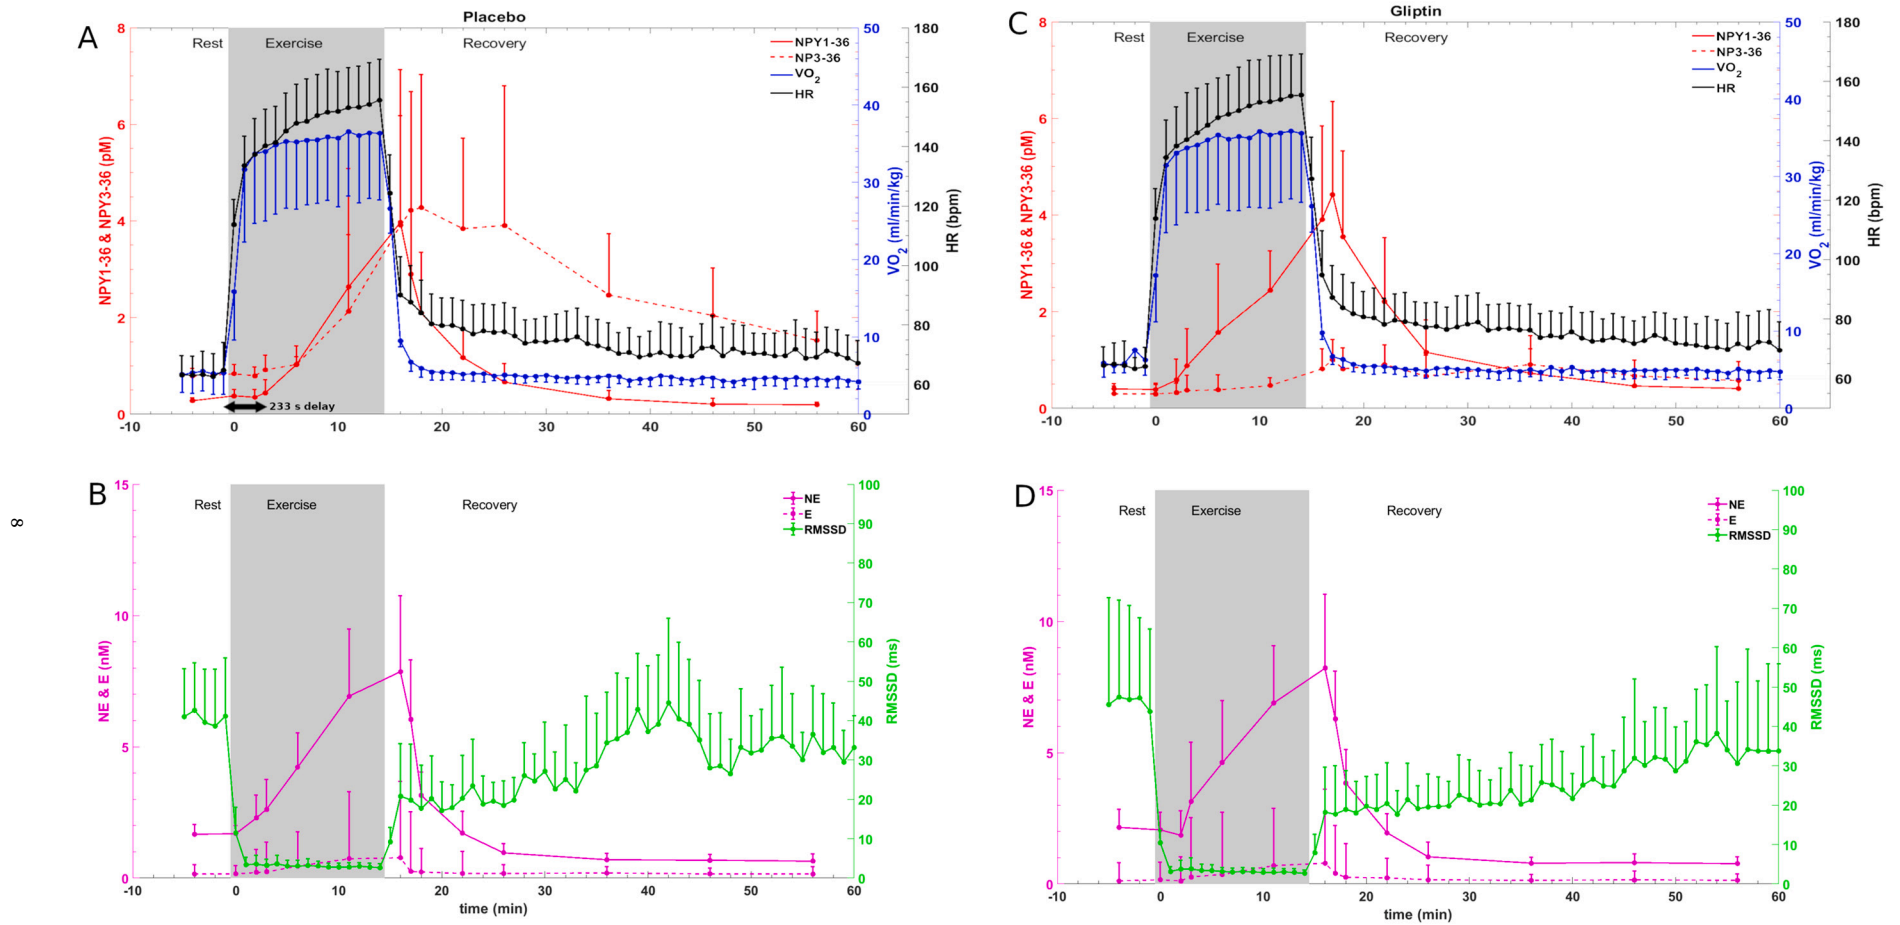 Placebo
A
8
6
4
2
0
NPY1-36 & NPY3-36 (pM)
Rest
Exercise
Recovery
NPY1-36
NP3-36
VO2
HR
233 s delay
-10 0 10 20 30 40 50 60
50
40
30
20
10
0
VO2 (ml/min/kg)
180
160
140
120
100
80
60
HR (bpm)
Gliptin
C
8
6
4
2
0
NPY1-36 & NPY3-36 (pM)
Rest
Exercise
Recovery
NPY1-36
NP3-36
VO2
HR
-10 0 10 20 30 40 50 60
50
40
30
20
10
0
VO2 (ml/min/kg)
180
160
140
120
100
80
60
HR (bpm)
8
B
15
10
5
0
NE & E (nM)
Rest
Exercise
Recovery
NE
E
RMSSD
-10 0 10 20 30 40 50 60
time (min)
100
90
80
70
60
50
40
30
20
10
0
RMSSD (ms)
D
15
10
5
0
NE & E (nM)
Rest
Exercise
Recovery
NE
E
RMSSD
-10 0 10 20 30 40 50 60
time (min)
100
90
80
70
60
50
40
30
20
10
0
RMSSD (ms)